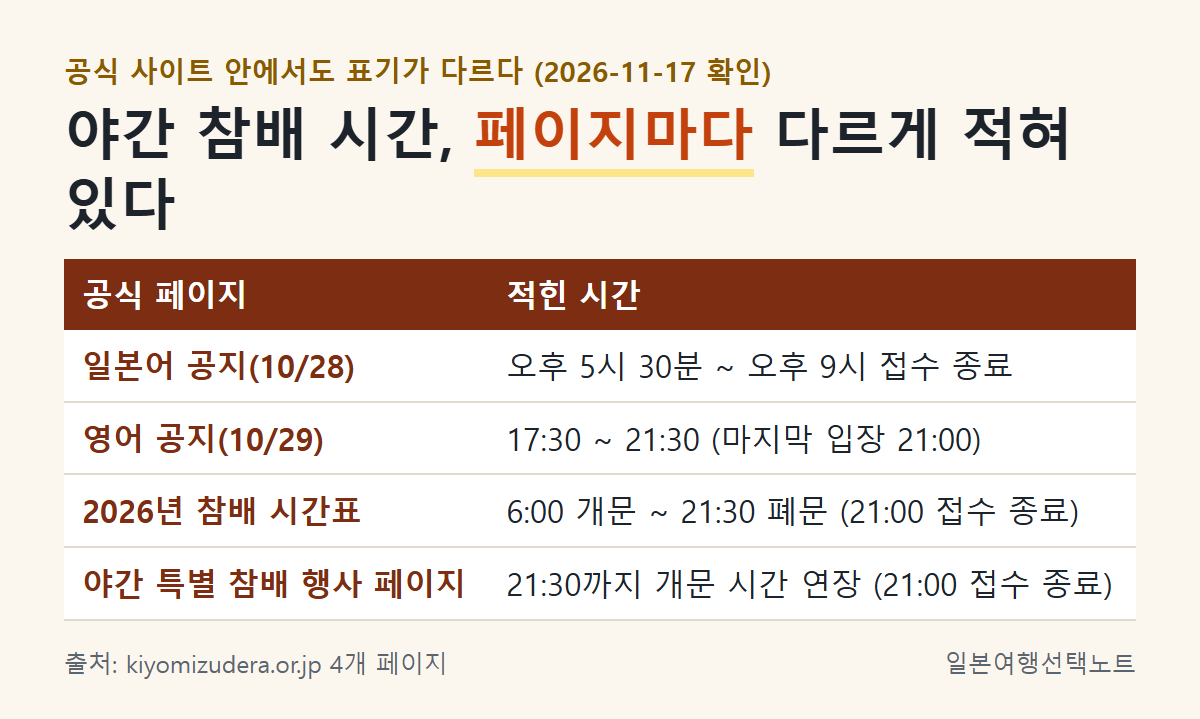 공식 사이트 안에서도 표기가 다르다 (2026-11-17 확인)
야간 참배 시간, 페이지마다 다르게 적혀
있다
공식 페이지 적힌 시간
일본어 공지(10/28) 오후 5시 30분 ~ 오후 9시 접수 종료
영어 공지(10/29) 17:30 ~ 21:30 (마지막 입장 21:00)
2026년 참배 시간표 6:00 개문 ~ 21:30 폐문 (21:00 접수 종료)
야간 특별 참배 행사 페이지 21:30까지 개문 시간 연장 (21:00 접수 종료)
출처: kiyomizudera.or.jp 4개 페이지 일본여행선택노트